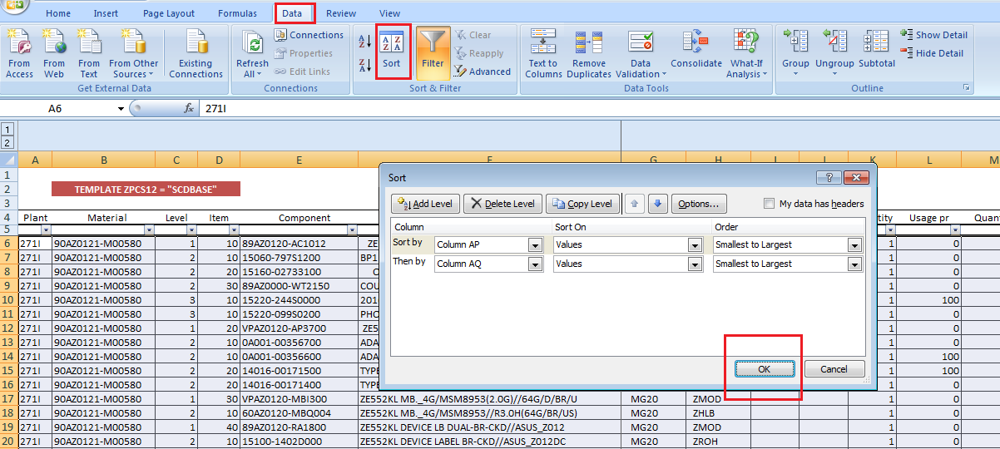 Home Insert Page Layout Formulas Data Review View
From Access From Web From Text From Other Sources Existing Connections
Get External Data
Refresh All Connections Properties Edit Links
Connections
Sort Filter Clear Reapply Advanced
Sort & Filter
Text to Columns Remove Duplicates Data Validation Consolidate What-If Analysis
Data Tools
Group Ungroup Subtotal Show Detail Hide Detail
Outline
A6 fx 271I
1
2
A B C D E F G H I J K L M
1
2 TEMPLATE ZPCS12 = "SCDBASE"
3
4 Plant Material Level Item Component tity Usage pr Quant
5
6 271I 90AZ0121-M00580 1 10 89AZ0120-AC1012 ZE 1 0
7 271I 90AZ0121-M00580 2 10 15060-797S1200 BP1 1 0
8 271I 90AZ0121-M00580 2 20 15160-02733100 1 0
9 271I 90AZ0121-M00580 2 30 89AZ0000-WT2150 COU 1 0
10 271I 90AZ0121-M00580 3 10 15220-244S0000 201 1 100
11 271I 90AZ0121-M00580 3 10 15220-099S0200 PHO 1 0
12 271I 90AZ0121-M00580 1 20 VPAZ0120-AP3700 ZE5 1 0
13 271I 90AZ0121-M00580 2 10 0A001-00356700 ADA 1 0
14 271I 90AZ0121-M00580 2 10 0A001-00356600 ADA 1 100
15 271I 90AZ0121-M00580 2 20 14016-00171500 TYPE 1 100
16 271I 90AZ0121-M00580 2 20 14016-00171400 TYPE 1 0
17 271I 90AZ0121-M00580 1 30 VPAZ0120-MBI300 ZE552KL MB._4G/MSM8953(2.0G)//64G/D/BR/U MG20 ZMOD 1 0
18 271I 90AZ0121-M00580 2 10 60AZ0120-MBQ004 ZE552KL MB._4G/MSM8953//R3.0H(64G/BR/US) MG20 ZHLB 1 0
19 271I 90AZ0121-M00580 1 40 89AZ0120-RA1800 ZE552KL DEVICE LB DUAL-BR-CKD//ASUS_Z012 MG20 ZMOD 1 0
20 271I 90AZ0121-M00580 2 10 15100-1402D000 ZE552KL DEVICE LABEL BR-CKD//ASUS_Z012DC MG20 ZROH 1 0
Sort
Add Level Delete Level Copy Level Options... My data has headers
Column Sort On Order
Sort by Column AP Values Smallest to Largest
Then by Column AQ Values Smallest to Largest
OK Cancel